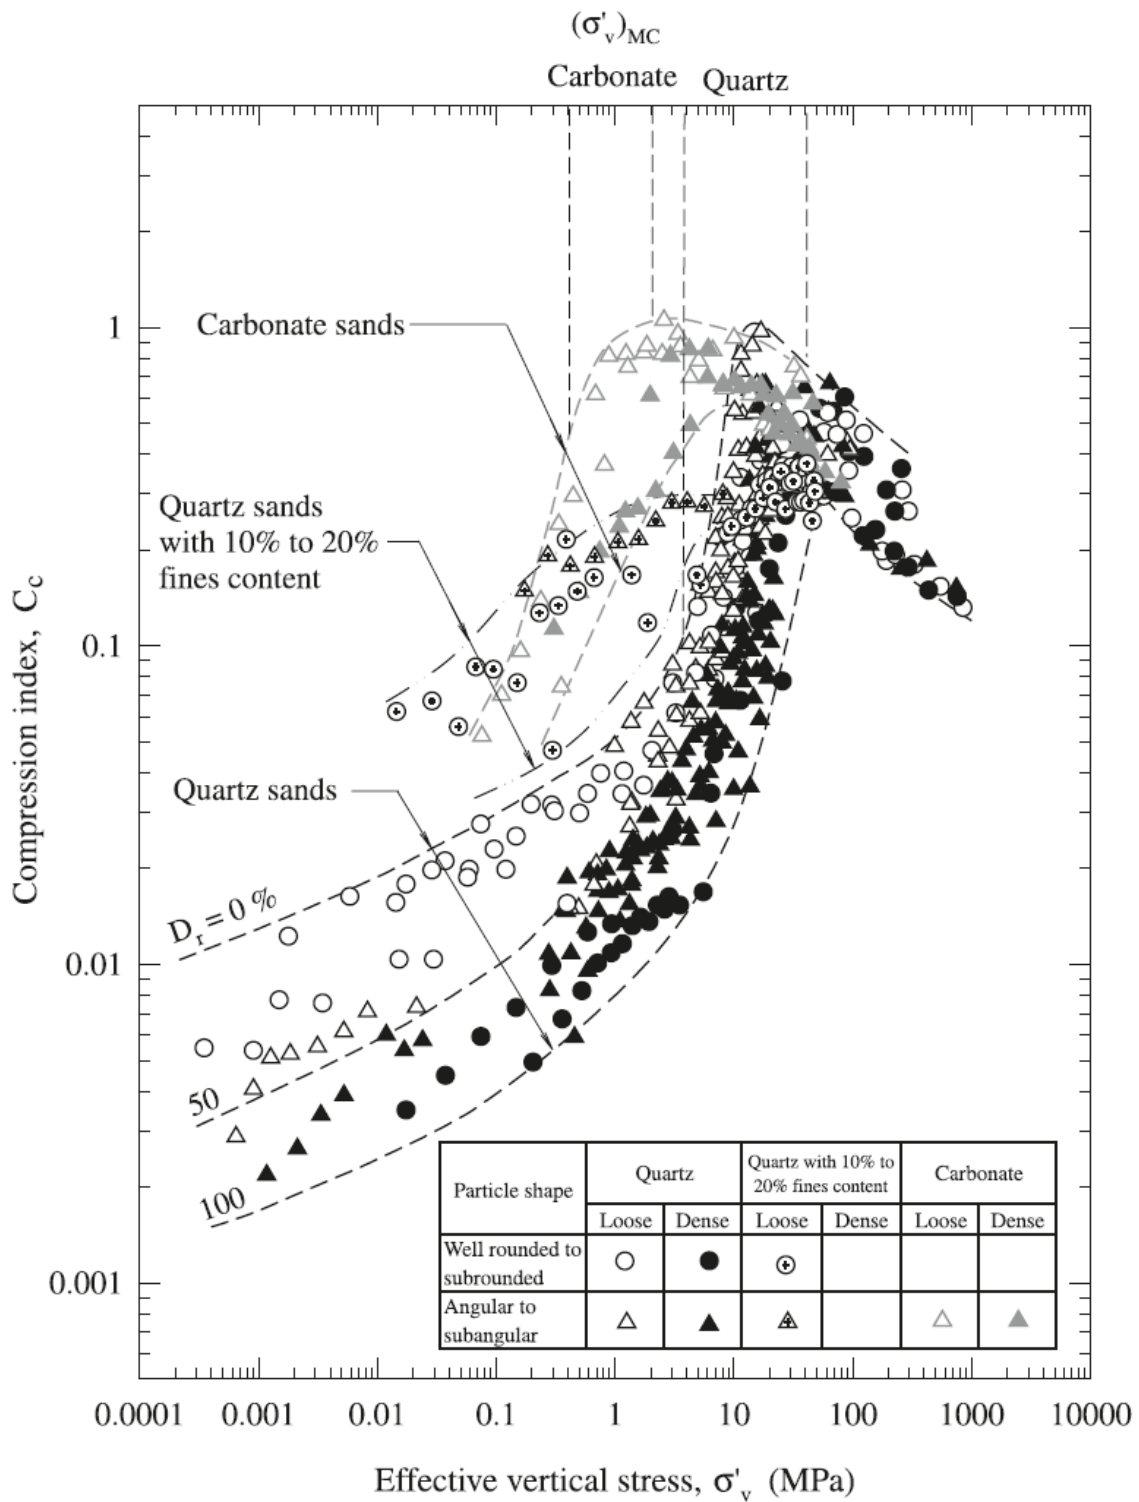 (σ'v)MC
Carbonate Quartz
Compression index, Cc
1
0.1
0.01
0.001
Carbonate sands
Quartz sands
with 10% to 20%
fines content
Quartz sands
Dr = 0 %
50
100
Particle shape
Quartz
Quartz with 10% to
20% fines content
Carbonate
Loose Dense Loose Dense Loose Dense
Well rounded to
subrounded
Angular to
subangular
0.0001 0.001 0.01 0.1 1 10 100 1000 10000
Effective vertical stress, σ'v (MPa)